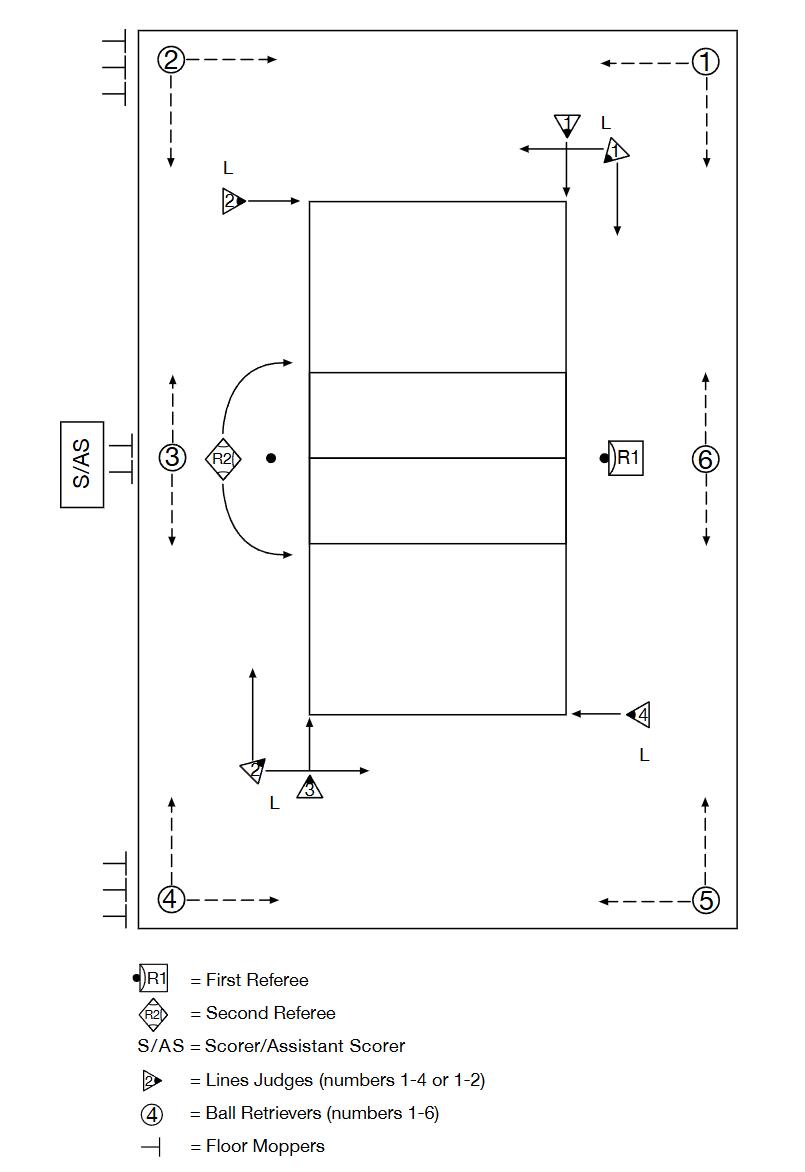 2
1
1
L
1
L
2
S/AS
3
R2
R1
6
4
L
2
L
3
4
5
R1 = First Referee
R2 = Second Referee
S/AS = Scorer/Assistant Scorer
2 = Lines Judges (numbers 1-4 or 1-2)
4 = Ball Retrievers (numbers 1-6)
= Floor Moppers